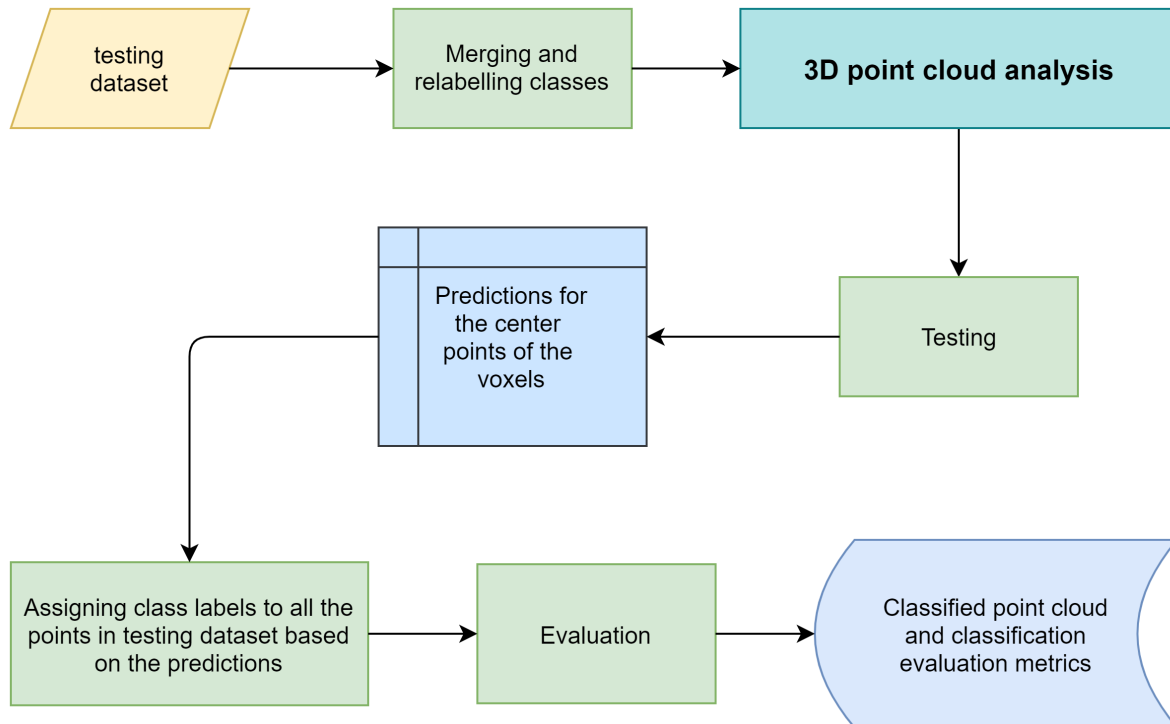 testing
dataset
Merging and
relabelling classes
3D point cloud analysis
Testing
Predictions for
the center
points of the
voxels
Assigning class labels to all the
points in testing dataset based
on the predictions
Evaluation
Classified point cloud
and classification
evaluation metrics